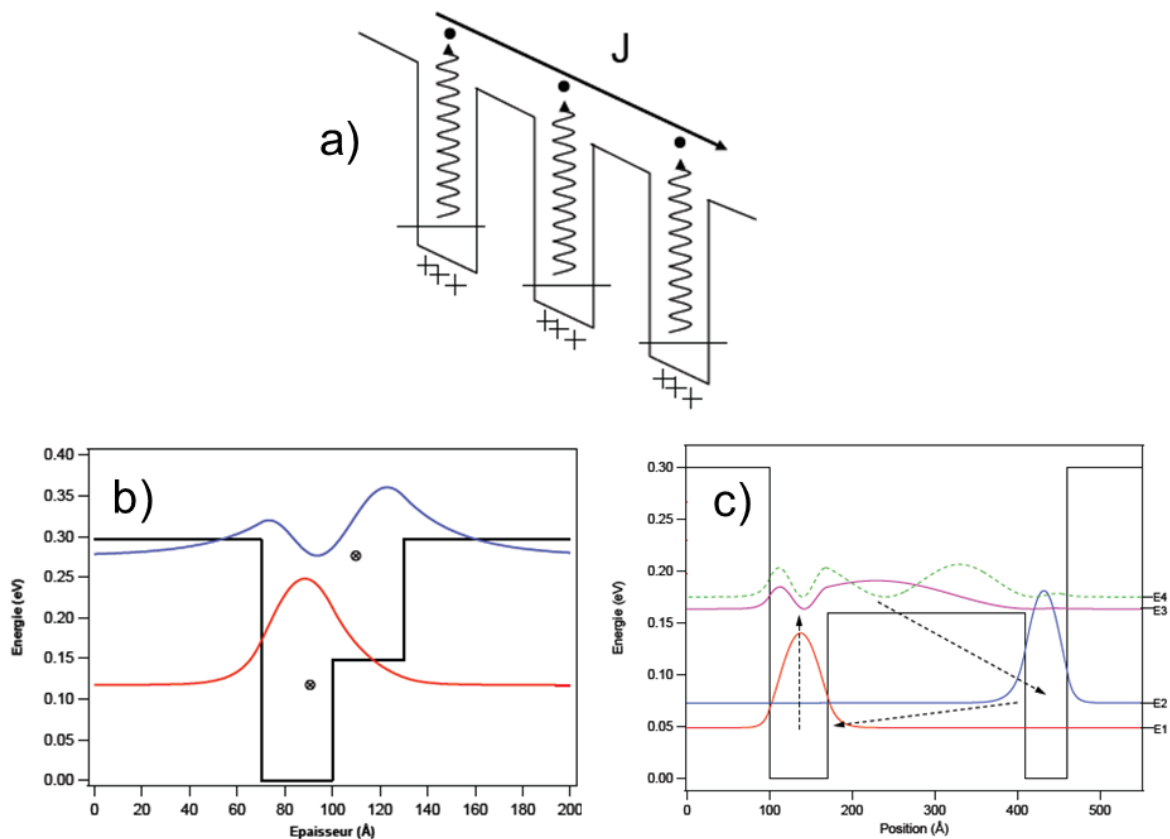 J
a)
b)
0.40
0.35
0.30
0.25
0.20
0.15
0.10
0.05
0.00
Energie (eV)
0 20 40 60 80 100 120 140 160 180 200
Epaisseur (Å)
c)
0.30
0.25
0.20
0.15
0.10
0.05
0.00
Energie (eV)
E4
E3
E2
E1
0 100 200 300 400 500
Position (Å)